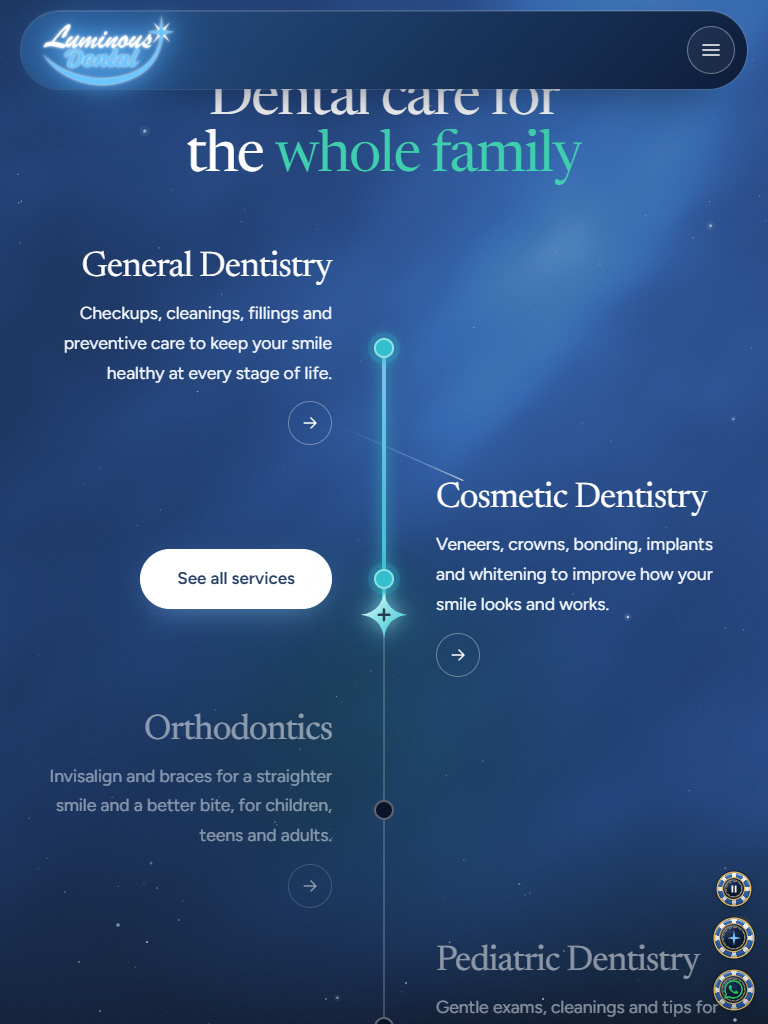 Luminous
Dental
Dental care for
the whole family
General Dentistry
Checkups, cleanings, fillings and
preventive care to keep your smile
healthy at every stage of life.
Cosmetic Dentistry
Veneers, crowns, bonding, implants
and whitening to improve how your
smile looks and works.
See all services
Orthodontics
Invisalign and braces for a straighter
smile and a better bite, for children,
teens and adults.
Pediatric Dentistry
Gentle exams, cleanings and tips for